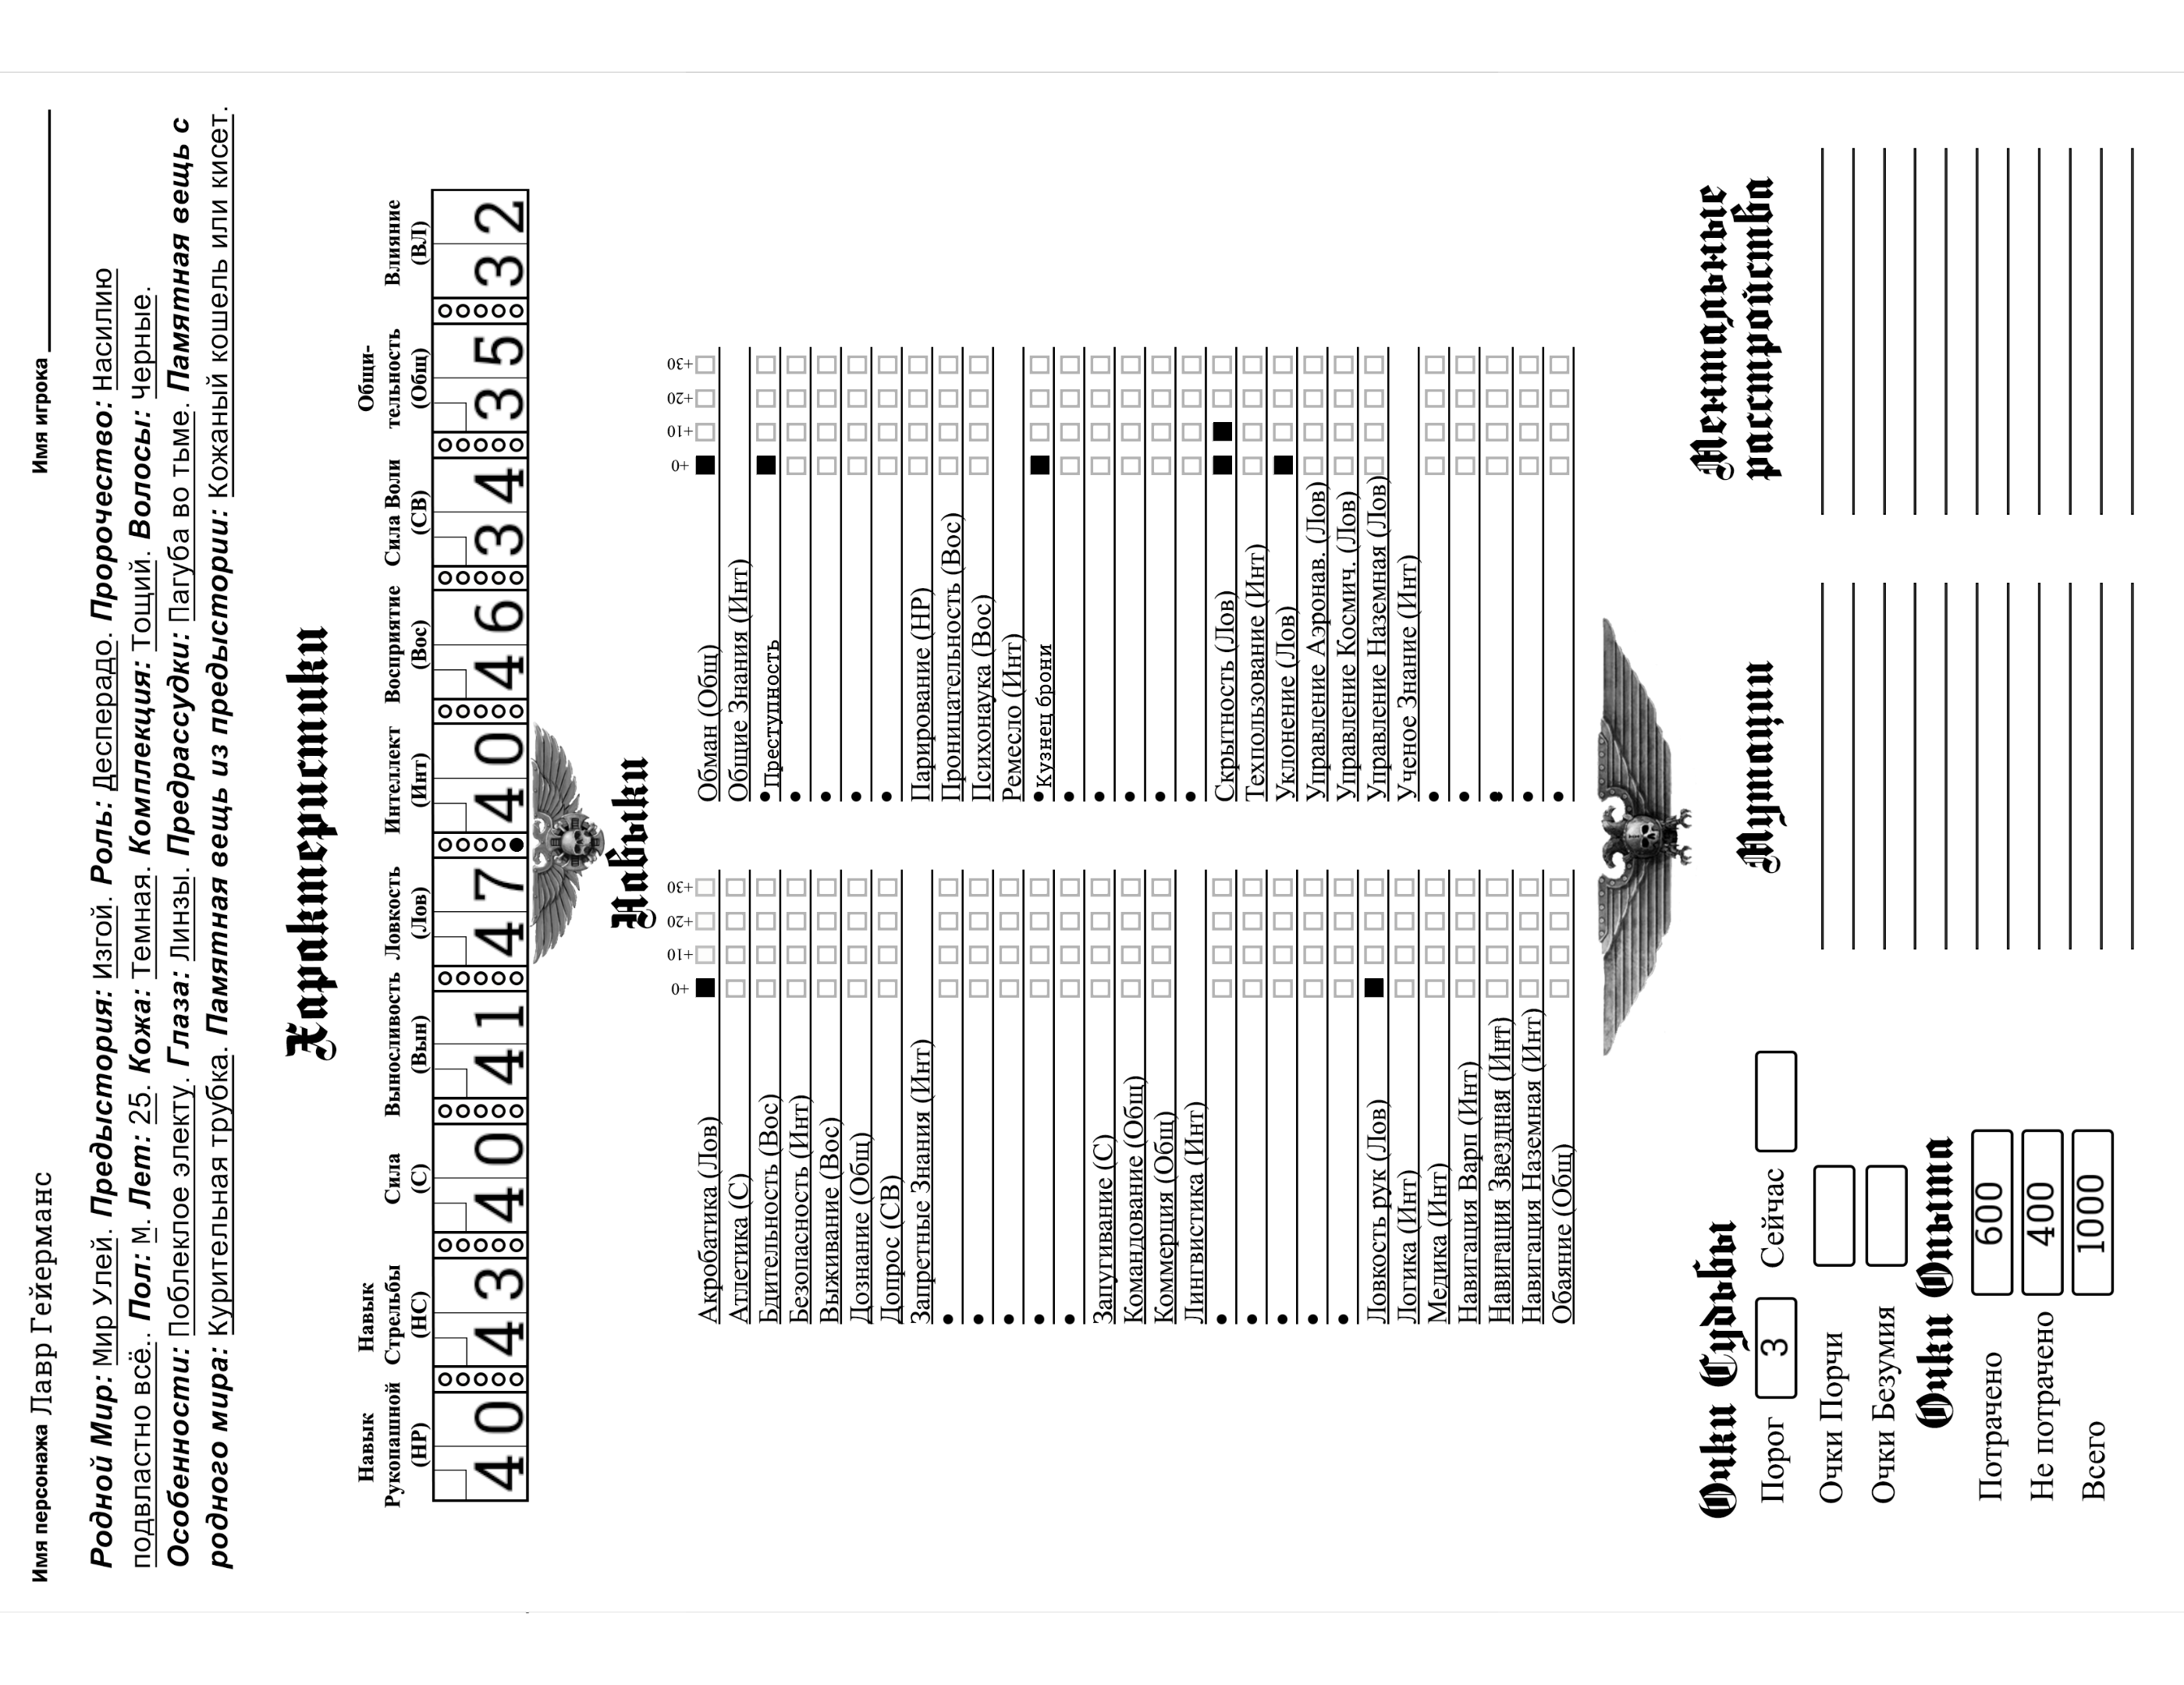 Имя персонажа Лавр Гейерманс
Имя игрока
Родной Мир: Мир Улей. Предыстория: Изгой. Роль: Десперадо. Пророчество: Насилию
подвластно всё.. Пол: м. Лет: 25. Кожа: Темная. Комплекция: Тощий. Волосы: Черные.
Особенности: Поблеклое электу. Глаза: Линзы. Предрассудки: Пагуба во тьме. Памятная вещь с
родного мира: Курительная трубка. Памятная вещь из предыстории: Кожаный кошель или кисет.
Характеристики
Навык Рукопашной (НР)
Навык Стрельбы (НС)
Сила (С)
Выносливость (Вын)
Ловкость (Лов)
Интеллект (Инт)
Восприятие (Вос)
Сила Воли (СВ)
Общи-тельность (Общ)
Влияние (ВЛ)
40 43 40 41 47 40 46 34 35 32
Навыки
+0 +10 +20 +30
Акробатика (Лов)
Атлетика (С)
Бдительность (Вос)
Безопасность (Инт)
Выживание (Вос)
Дознание (Общ)
Допрос (СВ)
Запретные Знания (Инт)
•
•
•
•
•
Запугивание (С)
Командование (Общ)
Коммерция (Общ)
Лингвистика (Инт)
•
•
•
•
•
Ловкость рук (Лов)
Логика (Инт)
Медика (Инт)
Навигация Варп (Инт)
Навигация Звездная (Инт)
Навигация Наземная (Инт)
Обаяние (Общ)
+0 +10 +20 +30
Обман (Общ)
Общие Знания (Инт)
• Преступность
•
•
•
•
Парирование (НР)
Проницательность (Вос)
Психонаука (Вос)
Ремесло (Инт)
• Кузнец брони
•
•
•
•
•
Скрытность (Лов)
Техпользование (Инт)
Уклонение (Лов)
Управление Аэронав. (Лов)
Управление Космич. (Лов)
Управление Наземная (Лов)
Ученое Знание (Инт)
•
•
•
•
•
Очки Судьбы
Порог 3 Сейчас
Очки Порчи
Очки Безумия
Очки Опыта
Потрачено 600
Не потрачено 400
Всего 1000
Мутации
Ментальные
расстройства